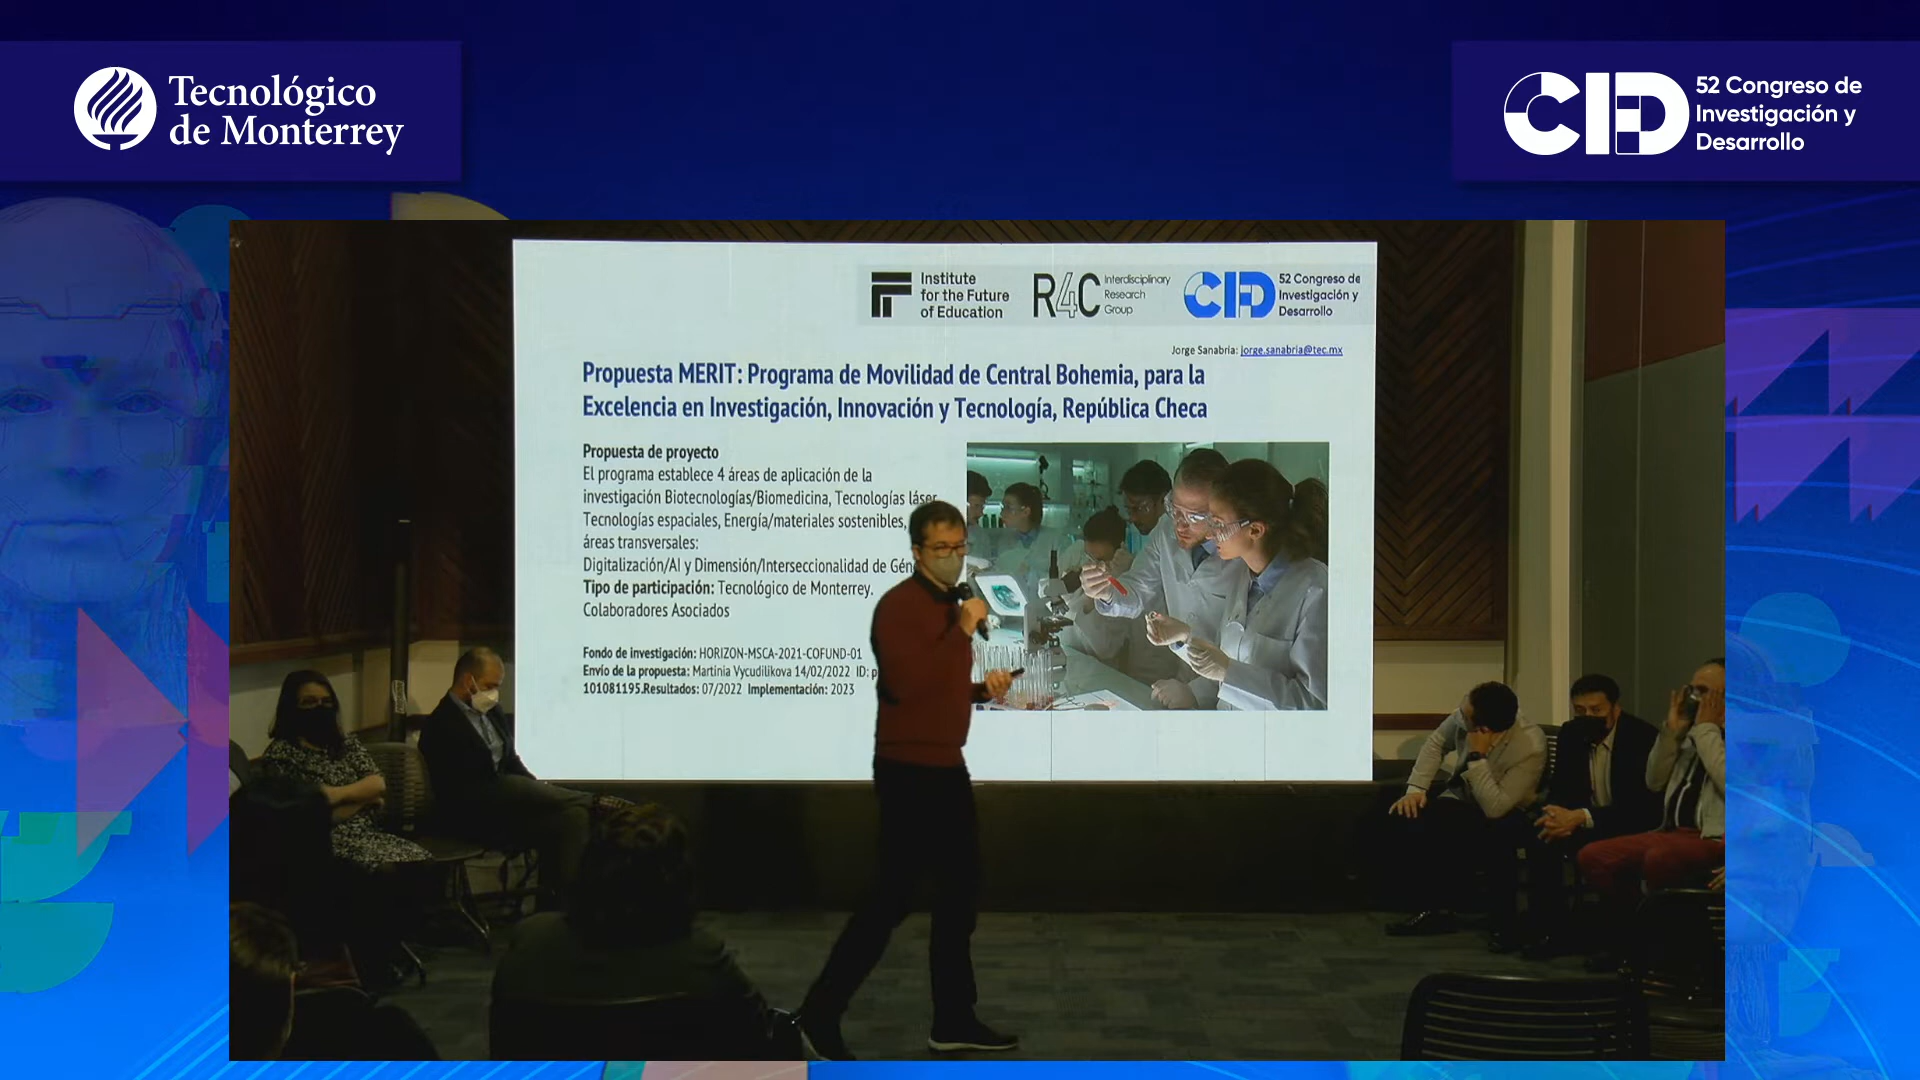 Tecnológico
de Monterrey
CID
52 Congreso de
Investigación y
Desarrollo
Institute
for the Future
of Education
R4C
Interdisciplinary
Research
Group
CID
52 Congreso de
Investigación y
Desarrollo
Jorge Sanabria: jorge.sanabria@tec.mx
Propuesta MERIT: Programa de Movilidad de Central Bohemia, para la
Excelencia en Investigación, Innovación y Tecnología, República Checa
Propuesta de proyecto
El programa establece 4 áreas de aplicación de la
investigación Biotecnologías/Biomedicina, Tecnologías láser
Tecnologías espaciales, Energía/materiales sostenibles,
áreas transversales:
Digitalización/AI y Dimensión/Interseccionalidad de Gén
Tipo de participación: Tecnológico de Monterrey.
Colaboradores Asociados
Fondo de investigación: HORIZON-MSCA-2021-COFUND-01
Envío de la propuesta: Martinia Vycudilikova 14/02/2022 ID: p
101081195.Resultados: 07/2022 Implementación: 2023